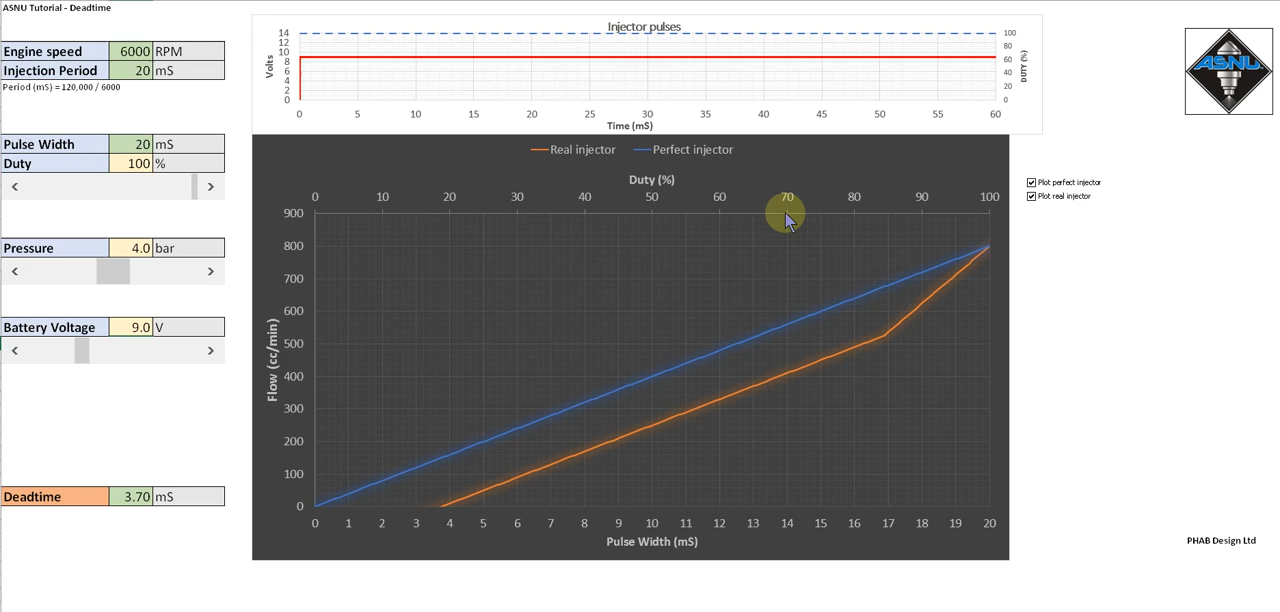 ASNU Tutorial - Deadtime
Engine speed 6000 RPM
Injection Period 20 mS
Period (mS) = 120,000 / 6000
Pulse Width 20 mS
Duty 100 %
Pressure 4.0 bar
Battery Voltage 9.0 V
Deadtime 3.70 mS
Injector pulses
Volts
14
12
10
8
6
4
2
0
100
80
60
40
20
0
DUTY (%)
0 5 10 15 20 25 30 35 40 45 50 55 60
Time (mS)
Real injector Perfect injector
Duty (%)
0 10 20 30 40 50 60 70 80 90 100
Flow (cc/min)
900
800
700
600
500
400
300
200
100
0
0 1 2 3 4 5 6 7 8 9 10 11 12 13 14 15 16 17 18 19 20
Pulse Width (mS)
Plot perfect injector
Plot real injector
ASNU
PHAB Design Ltd